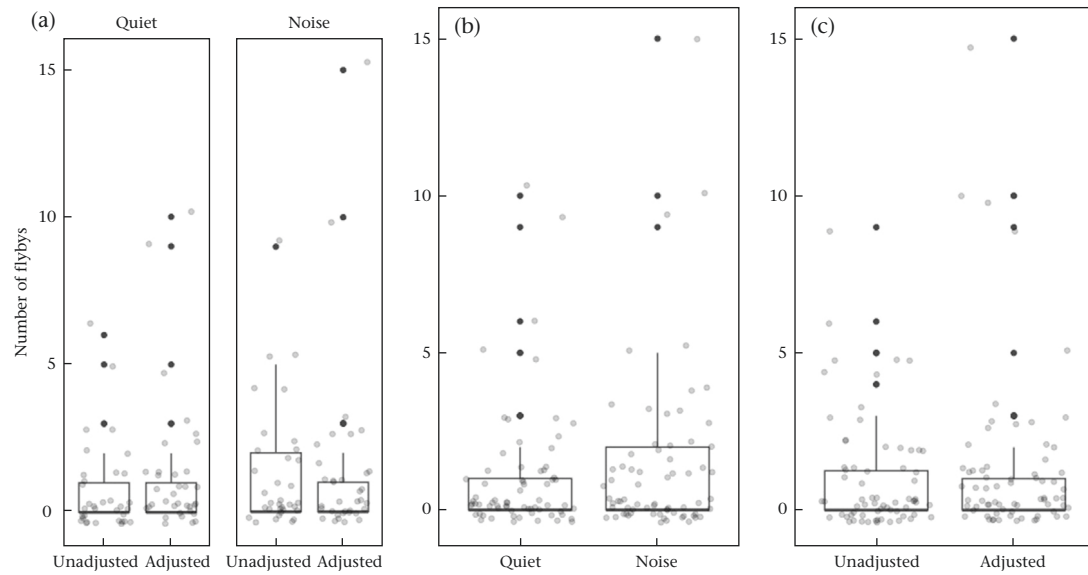 (a)
Quiet
Noise
(b)
(c)
Number of flybys
15
10
5
0
Unadjusted Adjusted
Unadjusted Adjusted
15
10
5
0
Quiet
Noise
15
10
5
0
Unadjusted
Adjusted